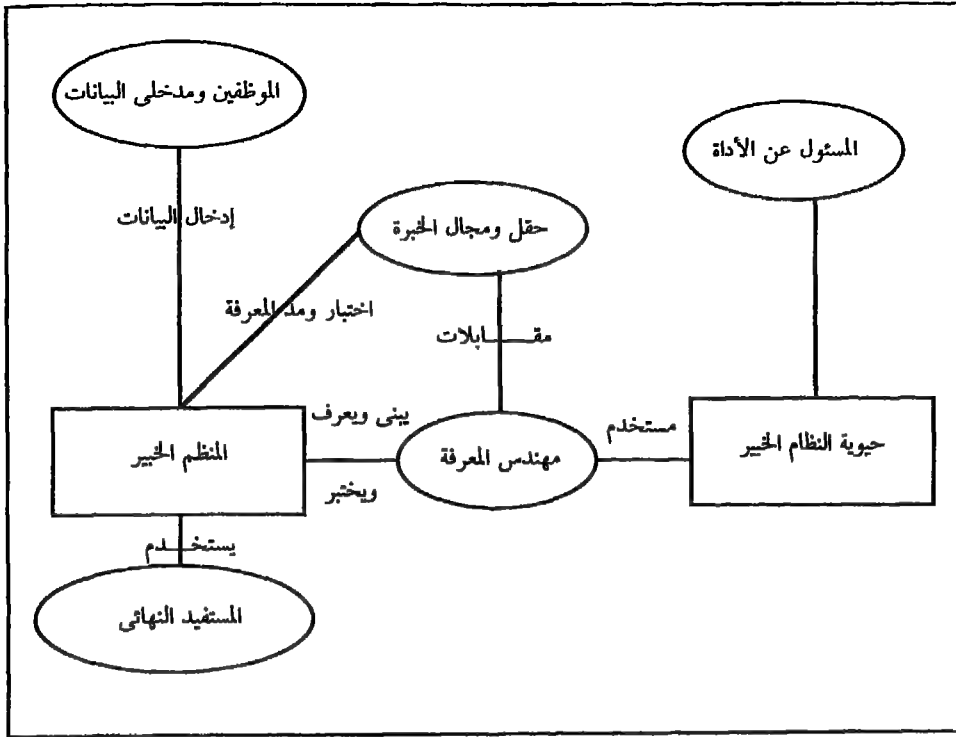 الموظفين ومدخلى البيانات
المسئول عن الأداة
إدخال البيانات
حقل ومجال الخبرة
اختبار ومد المعرفة
مقـــــابلات
يبنى ويعرف
مستخدم
المنظم الخبير
مهندس المعرفة
حيوية النظام الخبير
ويختبر
يستخــــدم
المستفيد النهائى